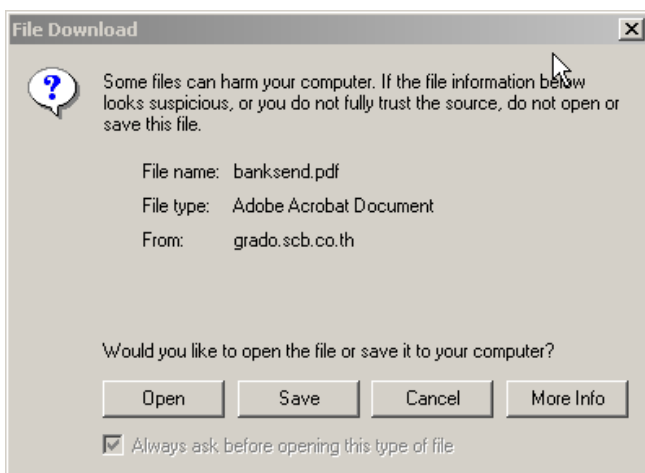 File Download
Some files can harm your computer. If the file information below
looks suspicious, or you do not fully trust the source, do not open or
save this file.
File name: banksend.pdf
File type: Adobe Acrobat Document
From: grado.scb.co.th
Would you like to open the file or save it to your computer?
Open Save Cancel More Info
Always ask before opening this type of file